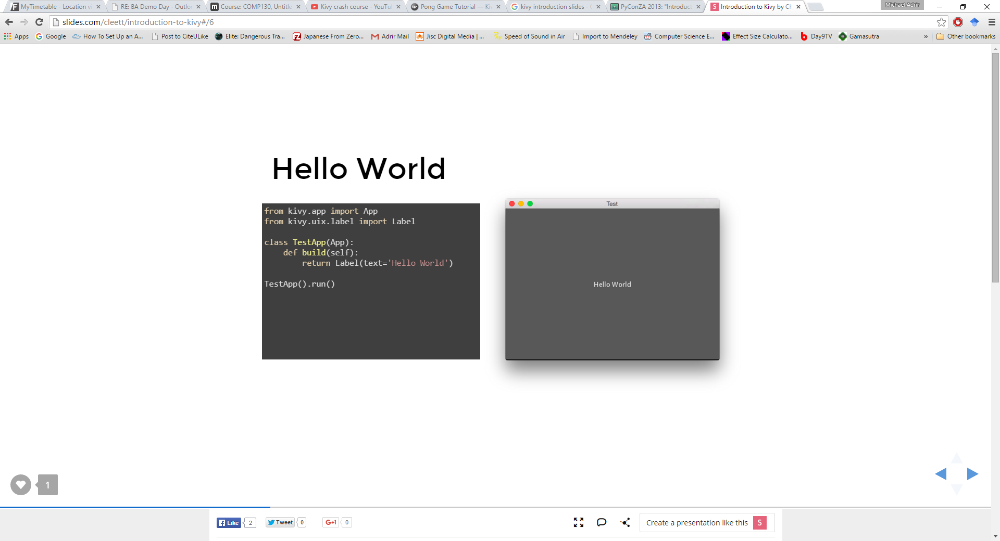 MyTimetable - Location v
RE: BA Demo Day - Outlo
Course: COMP130, Untitle
Kivy crash course - YouTu
Pong Game Tutorial — Ki
kivy introduction slides -
PyConZA 2013: "Introduct
Introduction to Kivy by Ch
Michael Adrir
slides.com/cleett/introduction-to-kivy#/6
Apps
Google
How To Set Up an A...
Post to CiteULike
Elite: Dangerous Tra...
Japanese From Zero...
Adrir Mail
Jisc Digital Media | ...
Speed of Sound in Air
Import to Mendeley
Computer Science E...
Effect Size Calculato...
Day9TV
Gamasutra
»
Other bookmarks
Hello World
from kivy.app import App
from kivy.uix.label import Label
class TestApp(App):
    def build(self):
        return Label(text='Hello World')
TestApp().run()
Test
Hello World
1
Like
2
Tweet
0
G+1
0
Create a presentation like this
S